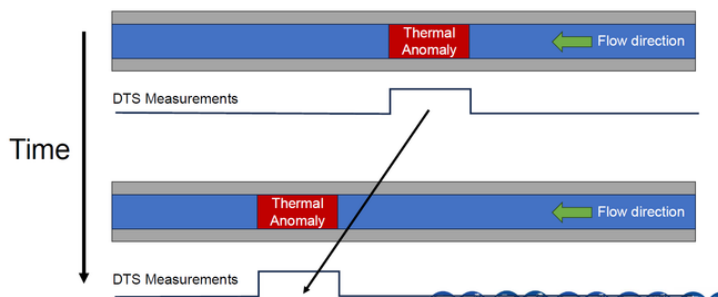 Thermal
Anomaly
Flow direction
DTS Measurements
Time
Thermal
Anomaly
Flow direction
DTS Measurements